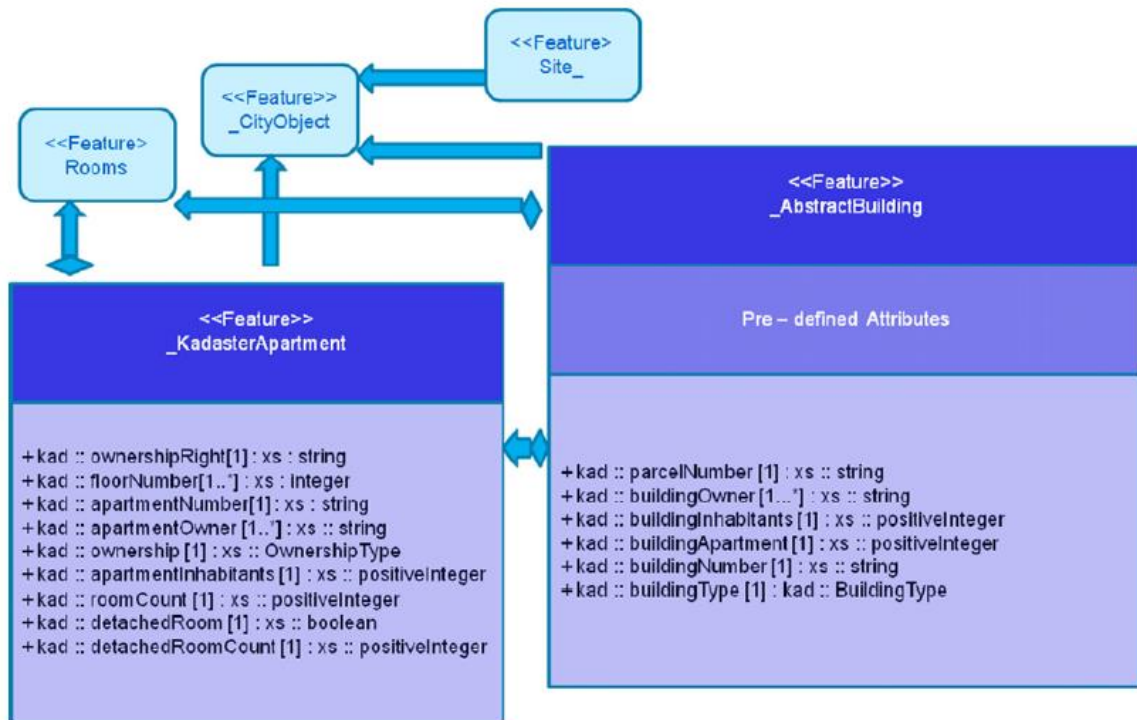 <<Feature>
Site_
<<Feature>>
_CityObject
<<Feature>
Rooms
<<Feature>>
_AbstractBuilding
Pre – defined Attributes
+kad :: parcelNumber [1] : xs :: string
+kad :: buildingOwner [1...*] : xs :: string
+kad :: buildingInhabitants [1] : xs :: positiveInteger
+kad :: buildingApartment [1] : xs :: positiveInteger
+kad :: buildingNumber [1] : xs :: string
+kad :: buildingType [1] : kad :: BuildingType
<<Feature>>
_KadasterApartment
+kad :: ownershipRight[1] : xs : string
+kad :: floorNumber[1..*] : xs : integer
+kad :: apartmentNumber[1] : xs :: string
+kad :: apartmentOwner [1..*] : xs :: string
+kad :: ownership [1] : xs :: OwnershipType
+kad :: apartmentInhabitants [1] : xs :: positiveInteger
+kad :: roomCount [1] : xs :: positiveInteger
+kad :: detachedRoom [1] : xs :: boolean
+kad :: detachedRoomCount [1] : xs :: positiveInteger